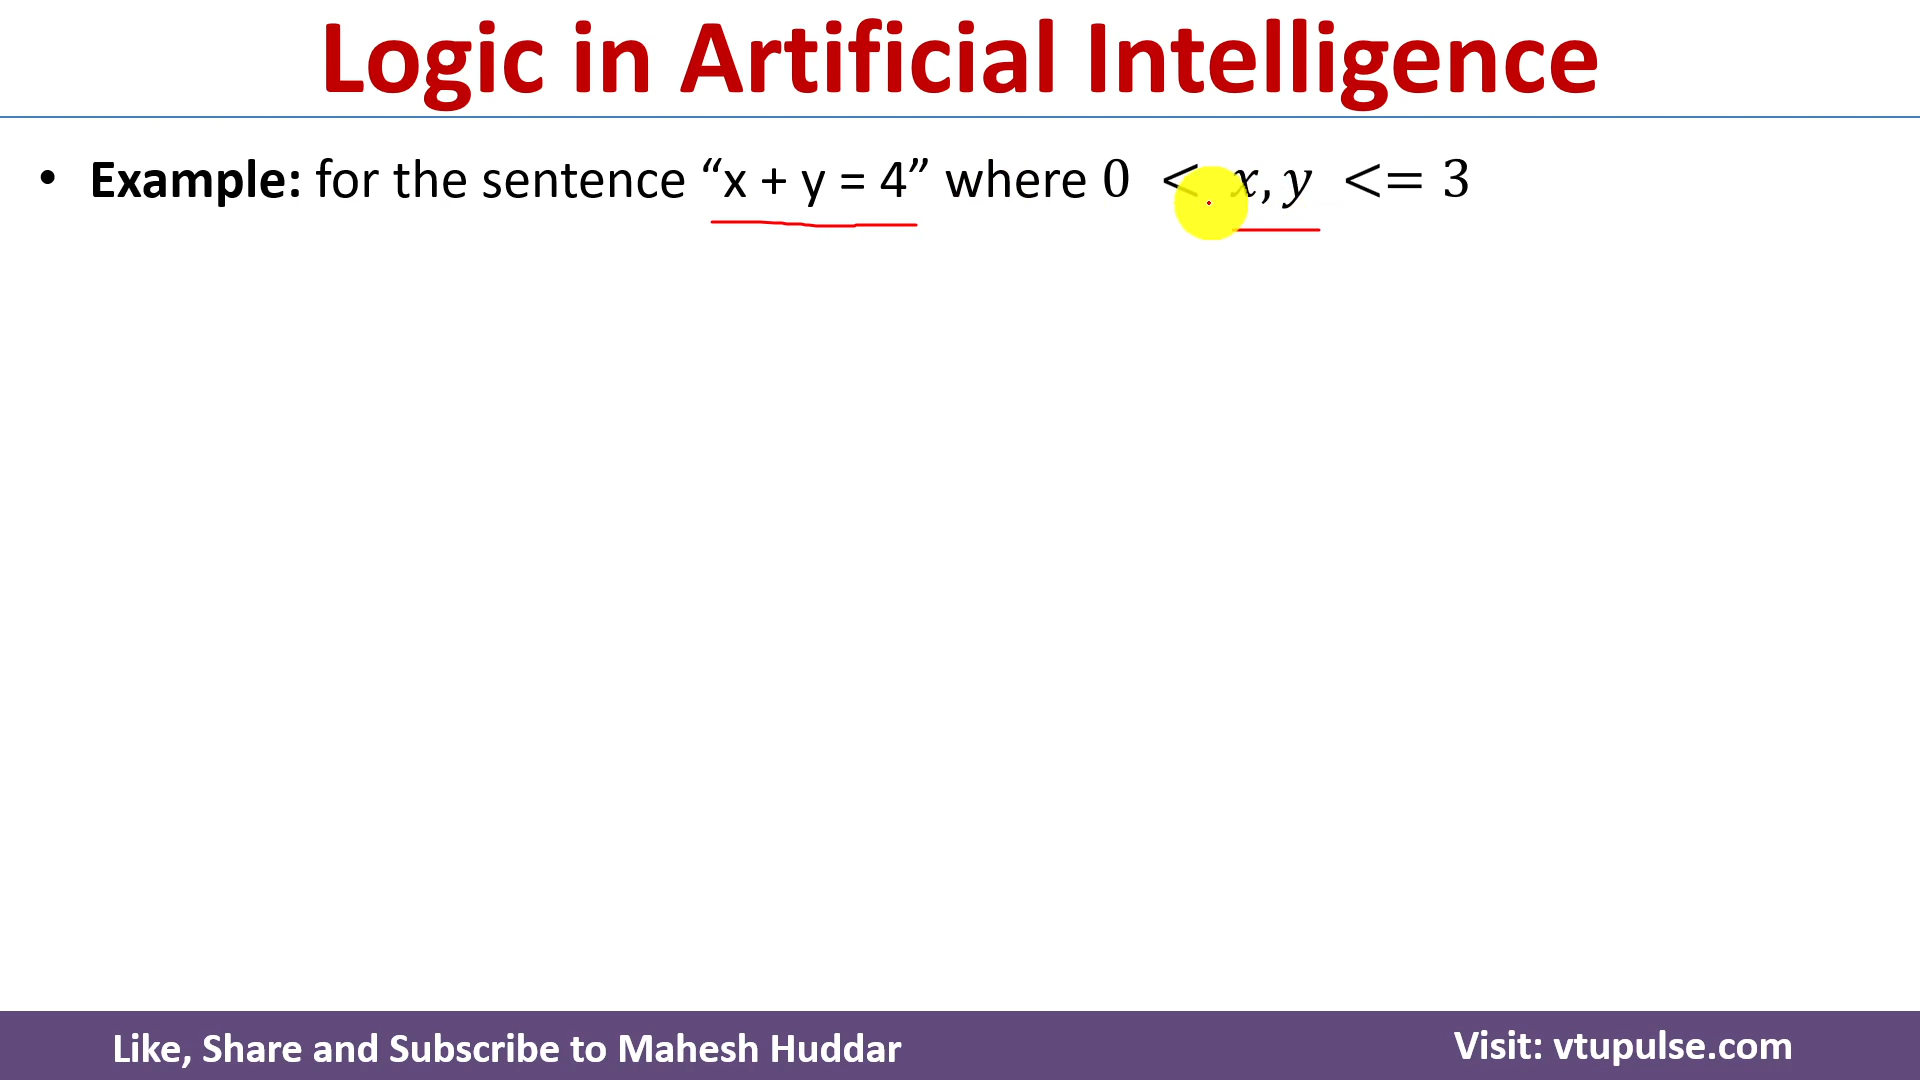 Logic in Artificial Intelligence
• Example: for the sentence “x + y = 4” where 0 < x, y <= 3
Like, Share and Subscribe to Mahesh Huddar
Visit: vtupulse.com